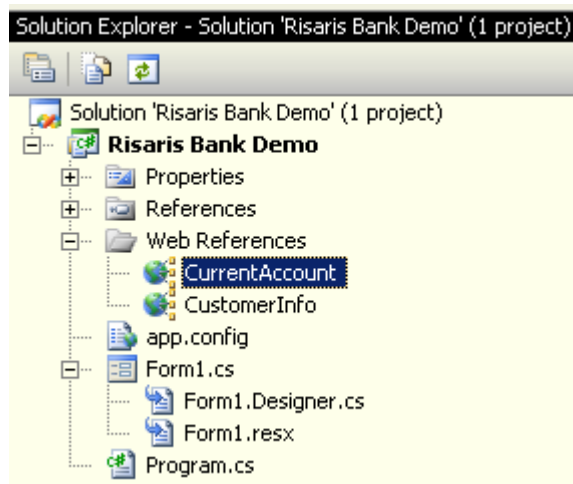 Solution Explorer - Solution 'Risaris Bank Demo' (1 project)
Solution 'Risaris Bank Demo' (1 project)
Risaris Bank Demo
Properties
References
Web References
CurrentAccount
CustomerInfo
app.config
Form1.cs
Form1.Designer.cs
Form1.resx
Program.cs